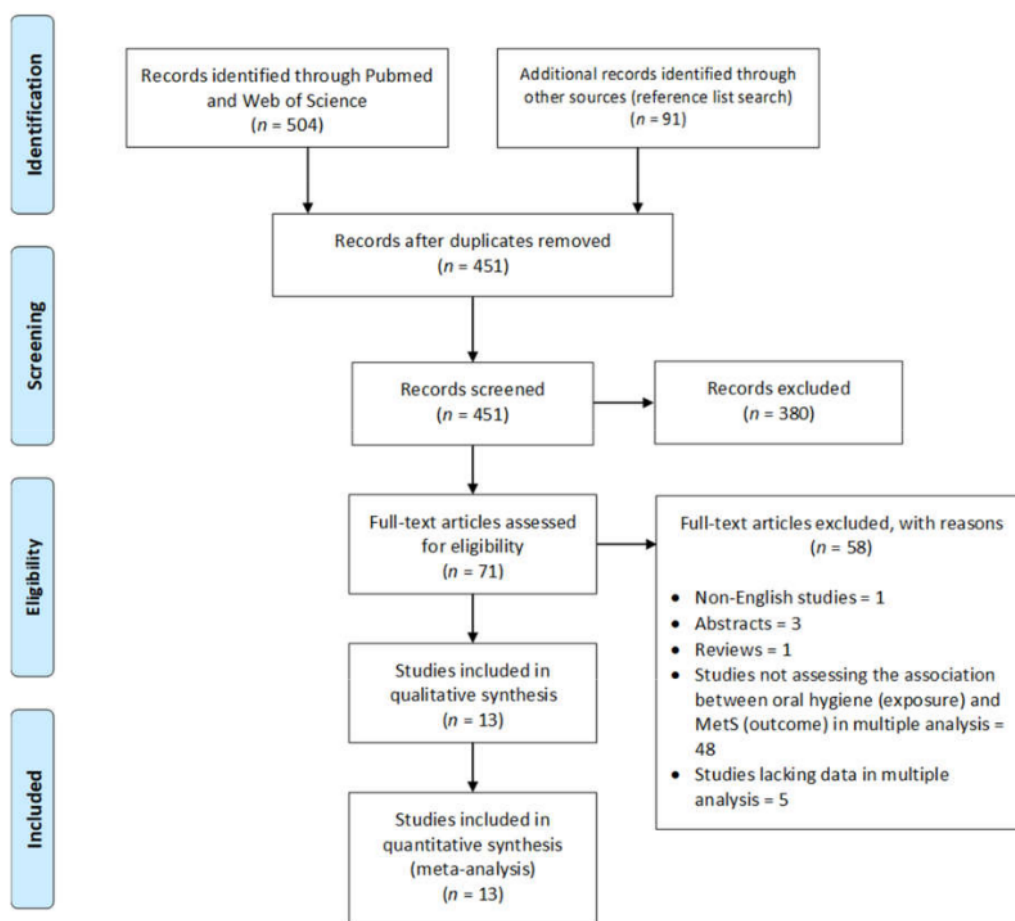 Identification
Records identified through Pubmed
and Web of Science
(n = 504)
Additional records identified through
other sources (reference list search)
(n = 91)
Records after duplicates removed
(n = 451)
Screening
Records screened
(n = 451)
Records excluded
(n = 380)
Eligibility
Full-text articles assessed
for eligibility
(n = 71)
Full-text articles excluded, with reasons
(n = 58)
• Non-English studies = 1
• Abstracts = 3
• Reviews = 1
• Studies not assessing the association
between oral hygiene (exposure) and
MetS (outcome) in multiple analysis =
48
• Studies lacking data in multiple
analysis = 5
Studies included in
qualitative synthesis
(n = 13)
Included
Studies included in
quantitative synthesis
(meta-analysis)
(n = 13)